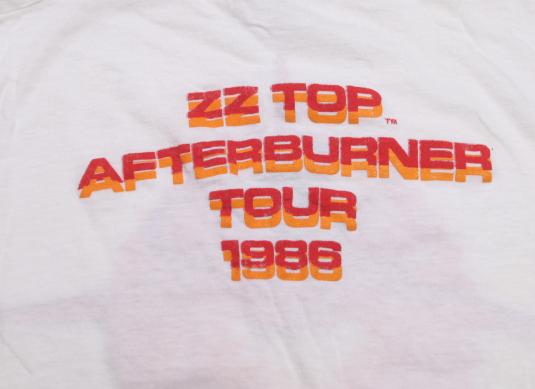 ZZ TOP™
AFTERBURNER
TOUR
1986